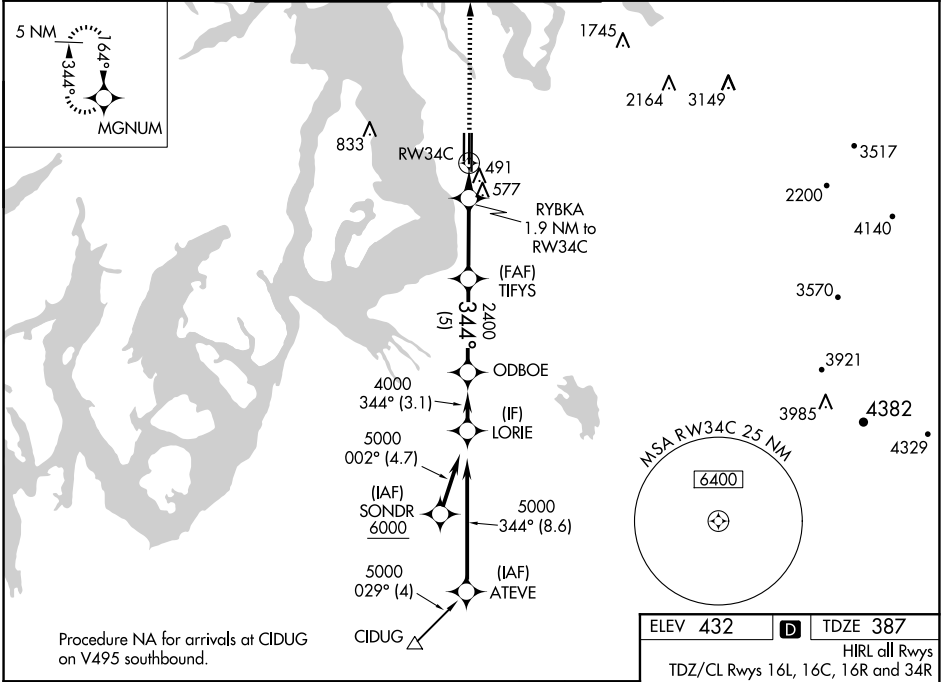 5 NM
164°
344°
MGNUM
1745
2164
3149
833
RW34C
491
577
3517
2200
4140
RYBKA
1.9 NM to
RW34C
(FAF)
TIFYS
3570
2400
344°
(5)
ODBOE
3921
4000
344° (3.1)
3985
4382
4329
(IF)
LORIE
5000
002° (4.7)
MSA RW34C 25 NM
6400
(IAF)
SONDR
6000
5000
344° (8.6)
5000
029° (4)
(IAF)
ATEVE
CIDUG
Procedure NA for arrivals at CIDUG
on V495 southbound.
ELEV 432 D TDZE 387
HIRL all Rwys
TDZ/CL Rwys 16L, 16C, 16R and 34R